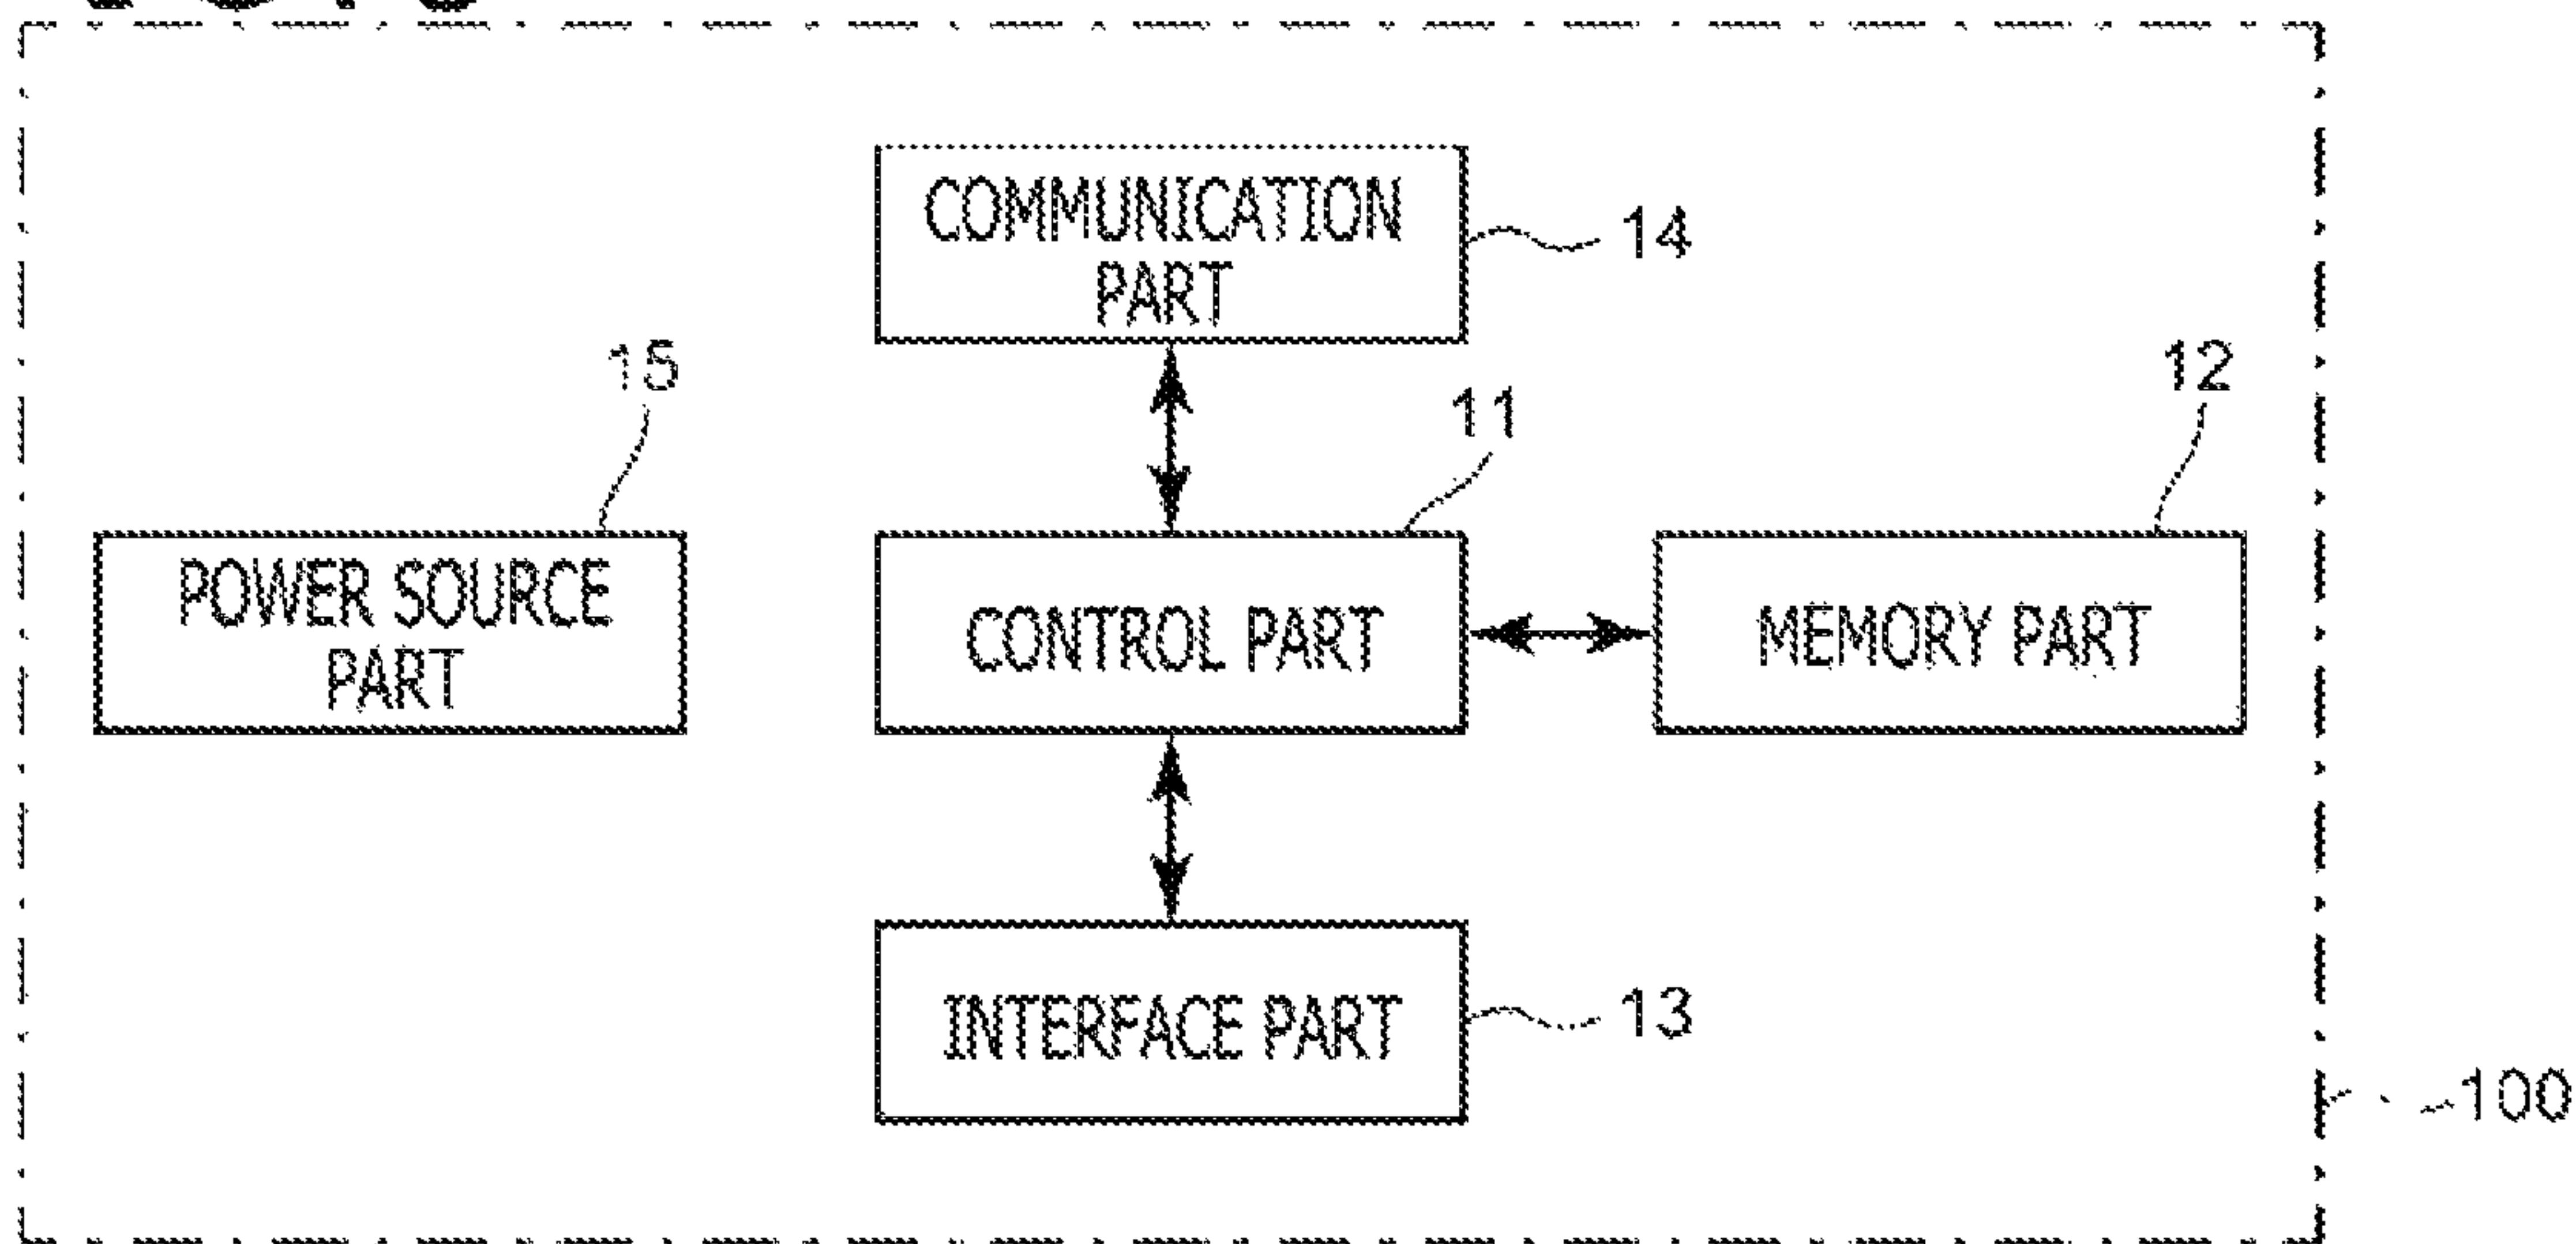 COMMUNICATION
PART
14
15
11
12
POWER SOURCE
PART
CONTROL PART
MEMORY PART
INTERFACE PART
13
100